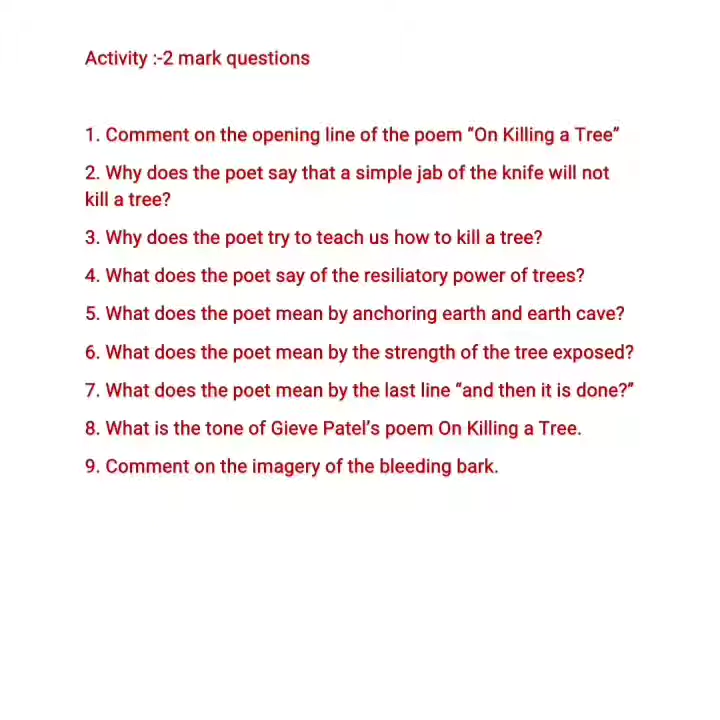 Activity :-2 mark questions
1. Comment on the opening line of the poem “On Killing a Tree”
2. Why does the poet say that a simple jab of the knife will not
kill a tree?
3. Why does the poet try to teach us how to kill a tree?
4. What does the poet say of the resiliatory power of trees?
5. What does the poet mean by anchoring earth and earth cave?
6. What does the poet mean by the strength of the tree exposed?
7. What does the poet mean by the last line “and then it is done?”
8. What is the tone of Gieve Patel’s poem On Killing a Tree.
9. Comment on the imagery of the bleeding bark.